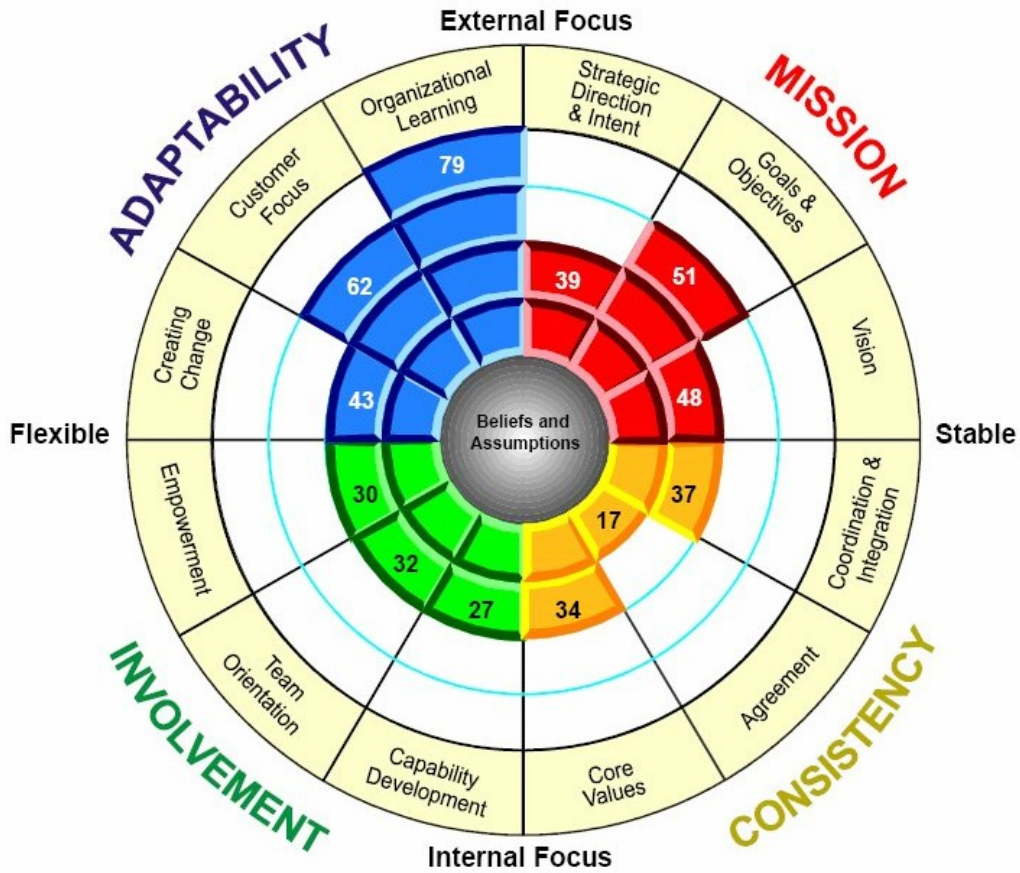 External Focus
ADAPTABILITY
MISSION
Organizational
Learning
Strategic
Direction
& Intent
Customer
Focus
Goals &
Objectives
Creating
Change
Vision
79
62
43
39
51
48
Flexible
Beliefs and
Assumptions
Stable
30
32
27
37
17
34
Empowerment
Coordination &
Integration
Team
Orientation
Agreement
Capability
Development
Core
Values
INVOLVEMENT
CONSISTENCY
Internal Focus